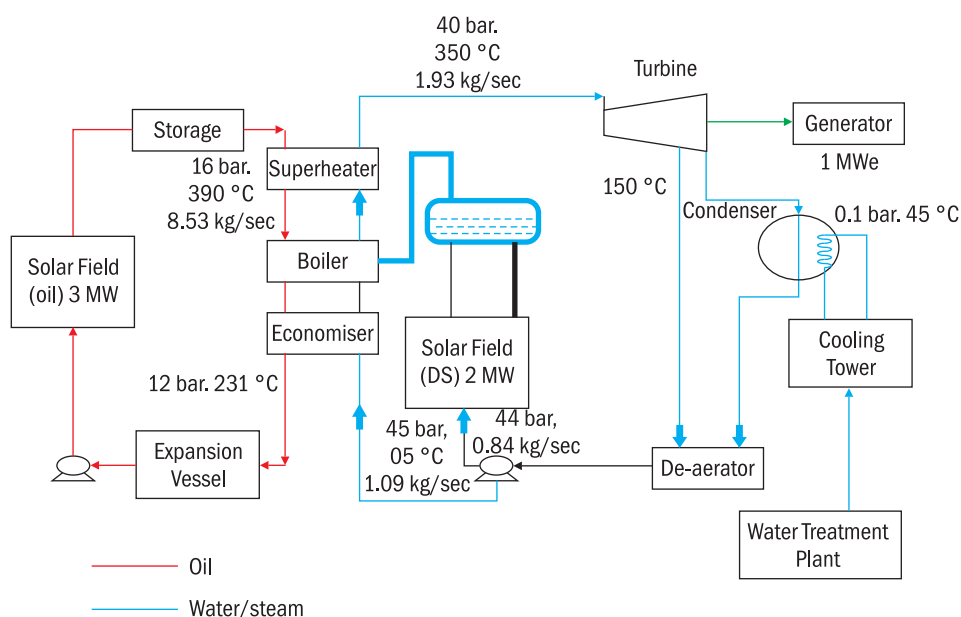 40 bar.
350 °C
1.93 kg/sec
Turbine
Storage
Generator
16 bar.
390 °C
8.53 kg/sec
Superheater
1 MWe
150 °C
Condenser
0.1 bar. 45 °C
Solar Field
(oil) 3 MW
Boiler
Economiser
Solar Field
(DS) 2 MW
Cooling
Tower
12 bar. 231 °C
45 bar,
05 °C
1.09 kg/sec
44 bar,
0.84 kg/sec
Expansion
Vessel
De-aerator
Water Treatment
Plant
Oil
Water/steam